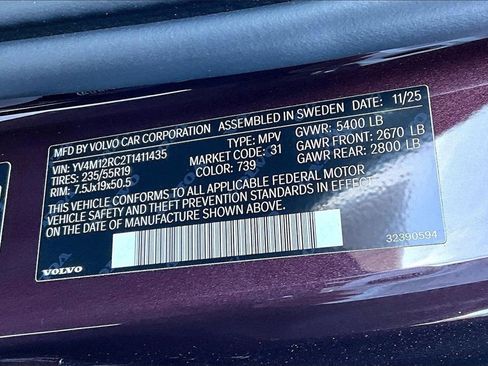 MFD BY VOLVO CAR CORPORATION ASSEMBLED IN SWEDEN DATE: 11/25
VIN: YV4M12RC2T1411435 TYPE: MPV GVWR: 5400 LB
TIRES: 235/55R19 MARKET CODE: 31 GAWR FRONT: 2670 LB
RIM: 7.5Jx19x50.5 COLOR: 739 GAWR REAR: 2800 LB
THIS VEHICLE CONFORMS TO ALL APPLICABLE FEDERAL MOTOR
VEHICLE SAFETY AND THEFT PREVENTION STANDARDS IN EFFECT
ON THE DATE OF MANUFACTURE SHOWN ABOVE.
VOLVO 32390594